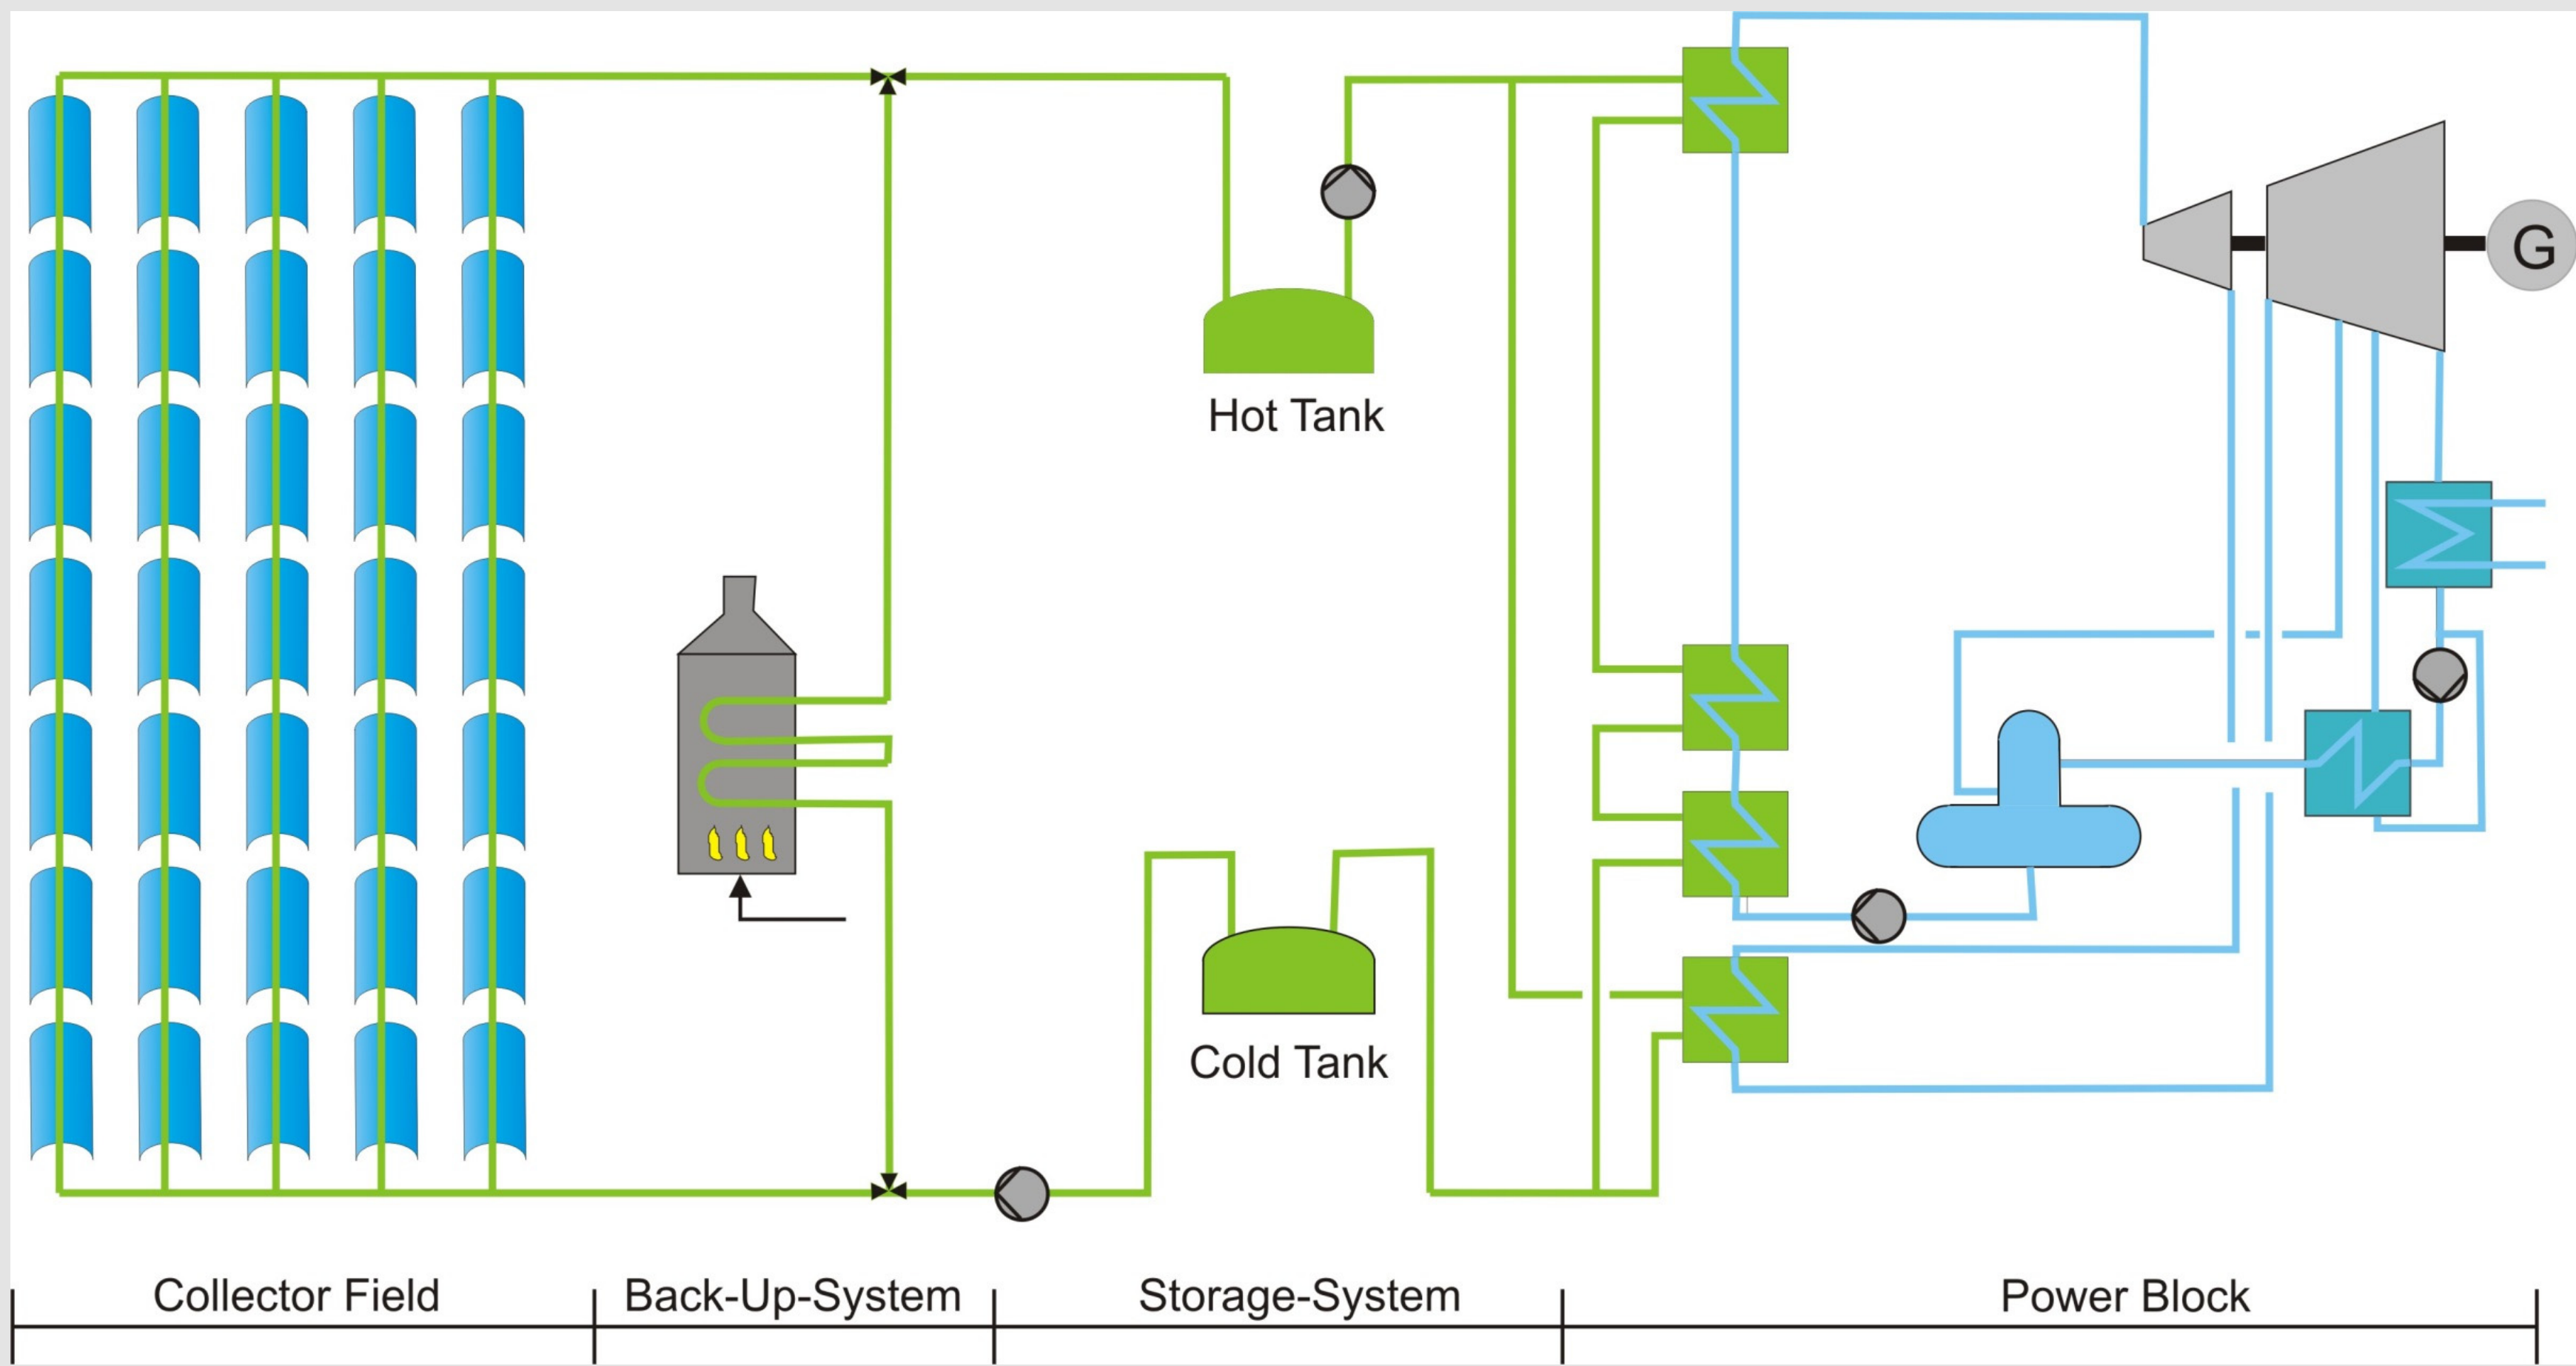 G
Hot Tank
Cold Tank
Collector Field
Back-Up-System
Storage-System
Power Block